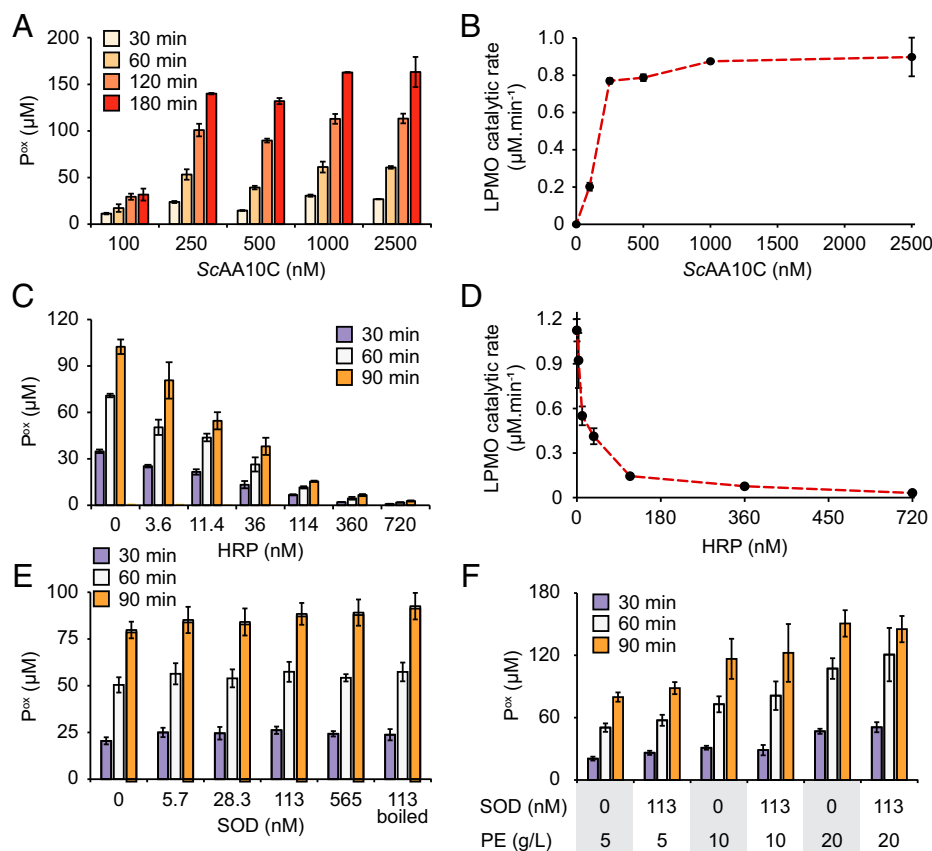 A
200
150
100
50
0
Pᵒˣ (µM)
30 min
60 min
120 min
180 min
100 250 500 1000 2500
ScAA10C (nM)
B
1.0
0.8
0.6
0.4
0.2
0
LPMO catalytic rate
(µM.min⁻¹)
0 500 1000 1500 2000 2500
ScAA10C (nM)
C
120
90
60
30
0
Pᵒˣ (µM)
30 min
60 min
90 min
0 3.6 11.4 36 114 360 720
HRP (nM)
D
1.2
0.9
0.6
0.3
0
LPMO catalytic rate
(µM.min⁻¹)
0 180 360 450 720
HRP (nM)
E
100
75
50
25
0
Pᵒˣ (µM)
30 min
60 min
90 min
0 5.7 28.3 113 565 113
boiled
SOD (nM)
F
180
120
60
0
Pᵒˣ (µM)
30 min
60 min
90 min
SOD (nM) 0 113 0 113 0 113
PE (g/L) 5 5 10 10 20 20